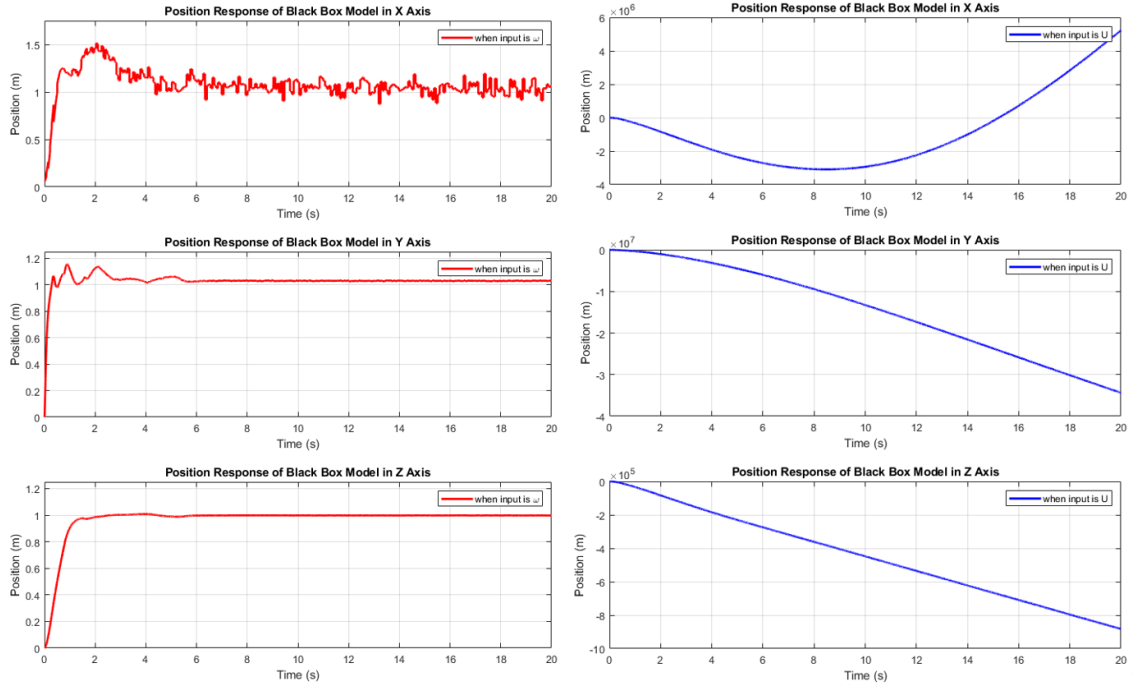 Position Response of Black Box Model in X Axis
when input is ω
Position (m)
1.5
1
0.5
0
0 2 4 6 8 10 12 14 16 18 20
Time (s)
Position Response of Black Box Model in X Axis
×10⁶
when input is U
Position (m)
6
4
2
0
-2
-4
0 2 4 6 8 10 12 14 16 18 20
Time (s)
Position Response of Black Box Model in Y Axis
when input is ω
Position (m)
1.2
1
0.8
0.6
0.4
0.2
0
0 2 4 6 8 10 12 14 16 18 20
Time (s)
Position Response of Black Box Model in Y Axis
×10⁷
when input is U
Position (m)
0
-1
-2
-3
-4
0 2 4 6 8 10 12 14 16 18 20
Time (s)
Position Response of Black Box Model in Z Axis
when input is ω
Position (m)
1.2
1
0.8
0.6
0.4
0.2
0
0 2 4 6 8 10 12 14 16 18 20
Time (s)
Position Response of Black Box Model in Z Axis
×10⁵
when input is U
Position (m)
0
-2
-4
-6
-8
-10
0 2 4 6 8 10 12 14 16 18 20
Time (s)